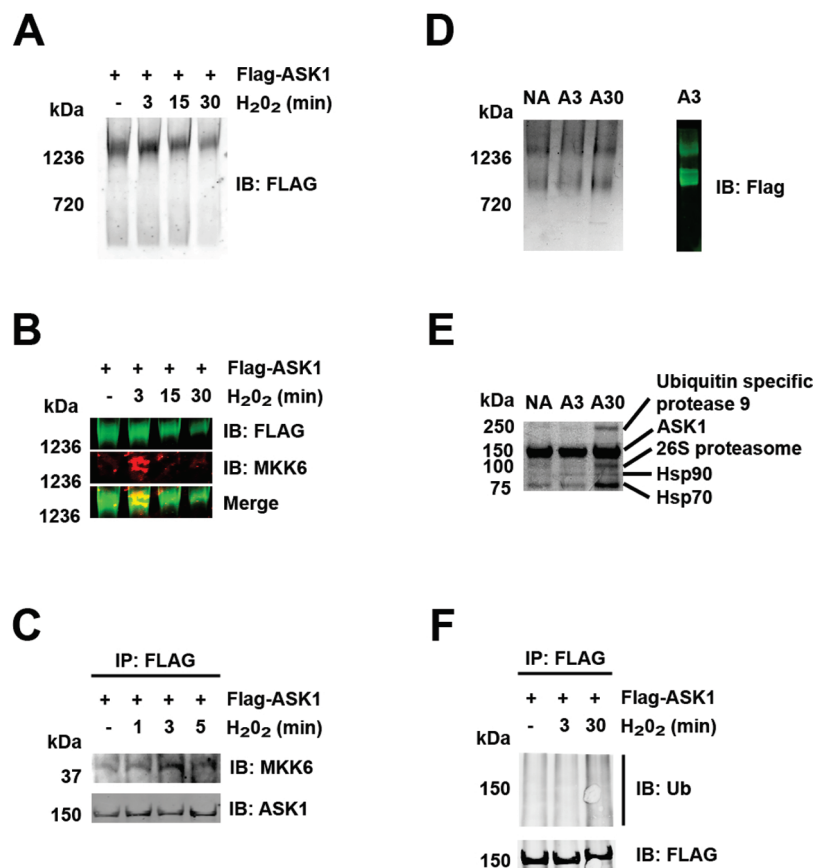 A
+ + + + Flag-ASK1
- 3 15 30 H₂0₂ (min)
kDa
1236
720
IB: FLAG
B
+ + + + Flag-ASK1
- 3 15 30 H₂0₂ (min)
kDa
1236
IB: FLAG
1236
IB: MKK6
1236
Merge
C
IP: FLAG
+ + + + Flag-ASK1
- 1 3 5 H₂0₂ (min)
kDa
37
IB: MKK6
150
IB: ASK1
D
NA A3 A30
A3
kDa
1236
720
IB: Flag
E
NA A3 A30
kDa
250
150
100
75
Ubiquitin specific
protease 9
ASK1
26S proteasome
Hsp90
Hsp70
F
IP: FLAG
+ + + Flag-ASK1
- 3 30 H₂0₂ (min)
kDa
150
IB: Ub
150
IB: FLAG